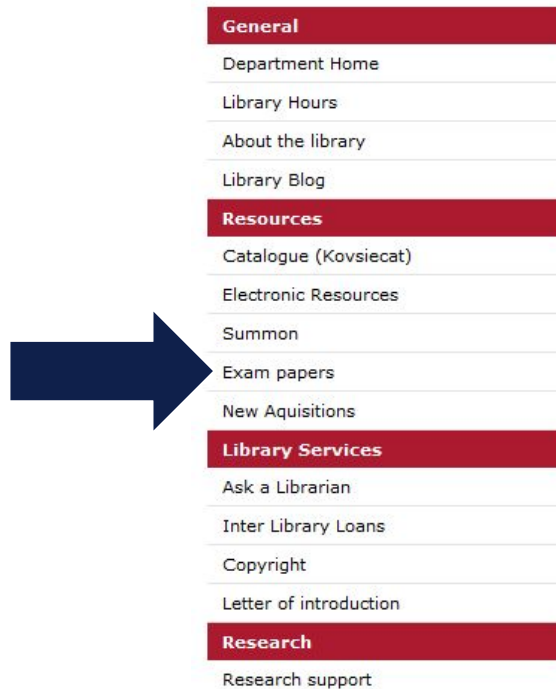 General
Department Home
Library Hours
About the library
Library Blog
Resources
Catalogue (Kovsiecat)
Electronic Resources
Summon
Exam papers
New Aquisitions
Library Services
Ask a Librarian
Inter Library Loans
Copyright
Letter of introduction
Research
Research support